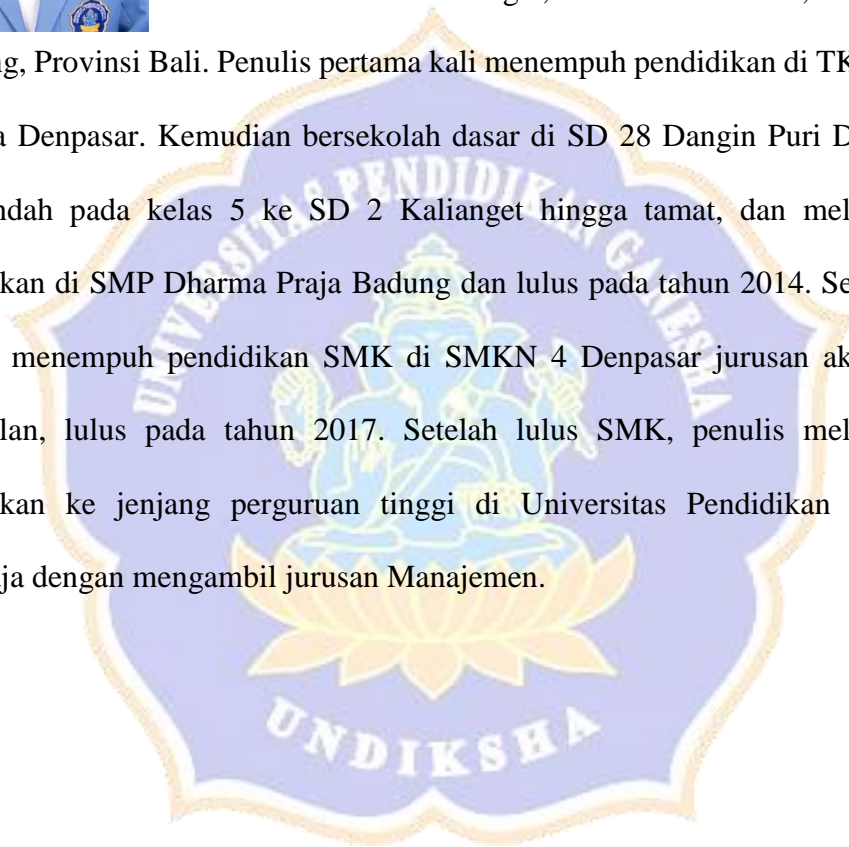 ng, Provinsi Bali. Penulis pertama kali menempuh pendidikan di TK
a Denpasar. Kemudian bersekolah dasar di SD 28 Dangin Puri D
ndah pada kelas 5 ke SD 2 Kalianget hingga tamat, dan mel
kan di SMP Dharma Praja Badung dan lulus pada tahun 2014. Se
menempuh pendidikan SMK di SMKN 4 Denpasar jurusan ak
lan, lulus pada tahun 2017. Setelah lulus SMK, penulis mel
kan ke jenjang perguruan tinggi di Universitas Pendidikan
ja dengan mengambil jurusan Manajemen.
UNIVERSITAS PENDIDIKAN GANESHA
UNDIKSHA